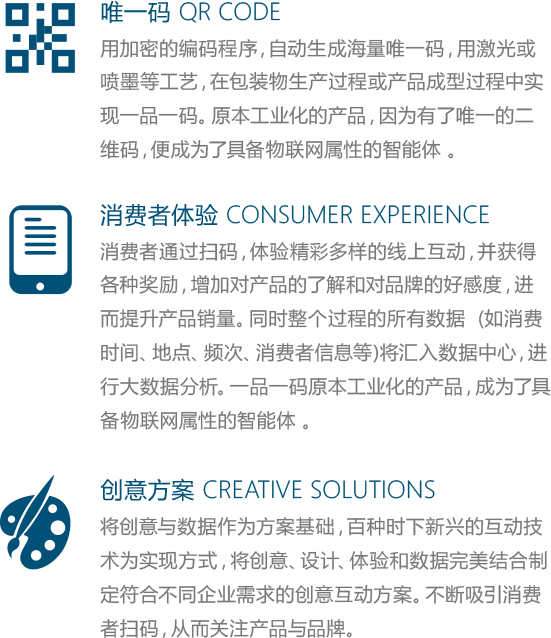 唯一码 QR CODE
用加密的编码程序,自动生成海量唯一码,用激光或
喷墨等工艺,在包装物生产过程或产品成型过程中实
现一品一码。原本工业化的产品,因为有了唯一的二
维码,便成为了具备物联网属性的智能体 。
消费者体验 CONSUMER EXPERIENCE
消费者通过扫码,体验精彩多样的线上互动,并获得
各种奖励,增加对产品的了解和对品牌的好感度,进
而提升产品销量。同时整个过程的所有数据 (如消费
时间、地点、频次、消费者信息等)将汇入数据中心,进
行大数据分析。一品一码原本工业化的产品,成为了具
备物联网属性的智能体 。
创意方案 CREATIVE SOLUTIONS
将创意与数据作为方案基础,百种时下新兴的互动技
术为实现方式,将创意、设计、体验和数据完美结合制
定符合不同企业需求的创意互动方案。不断吸引消费
者扫码,从而关注产品与品牌。